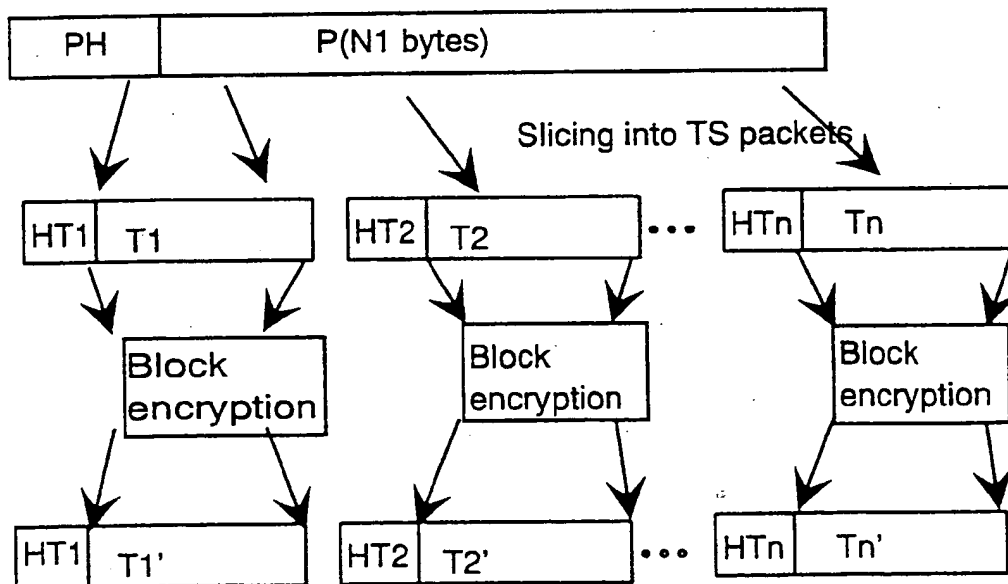 PH P(N1 bytes)
Slicing into TS packets
HT1 T1 HT2 T2 ... HTn Tn
Block encryption
Block encryption
Block encryption
HT1 T1' HT2 T2' ... HTn Tn'